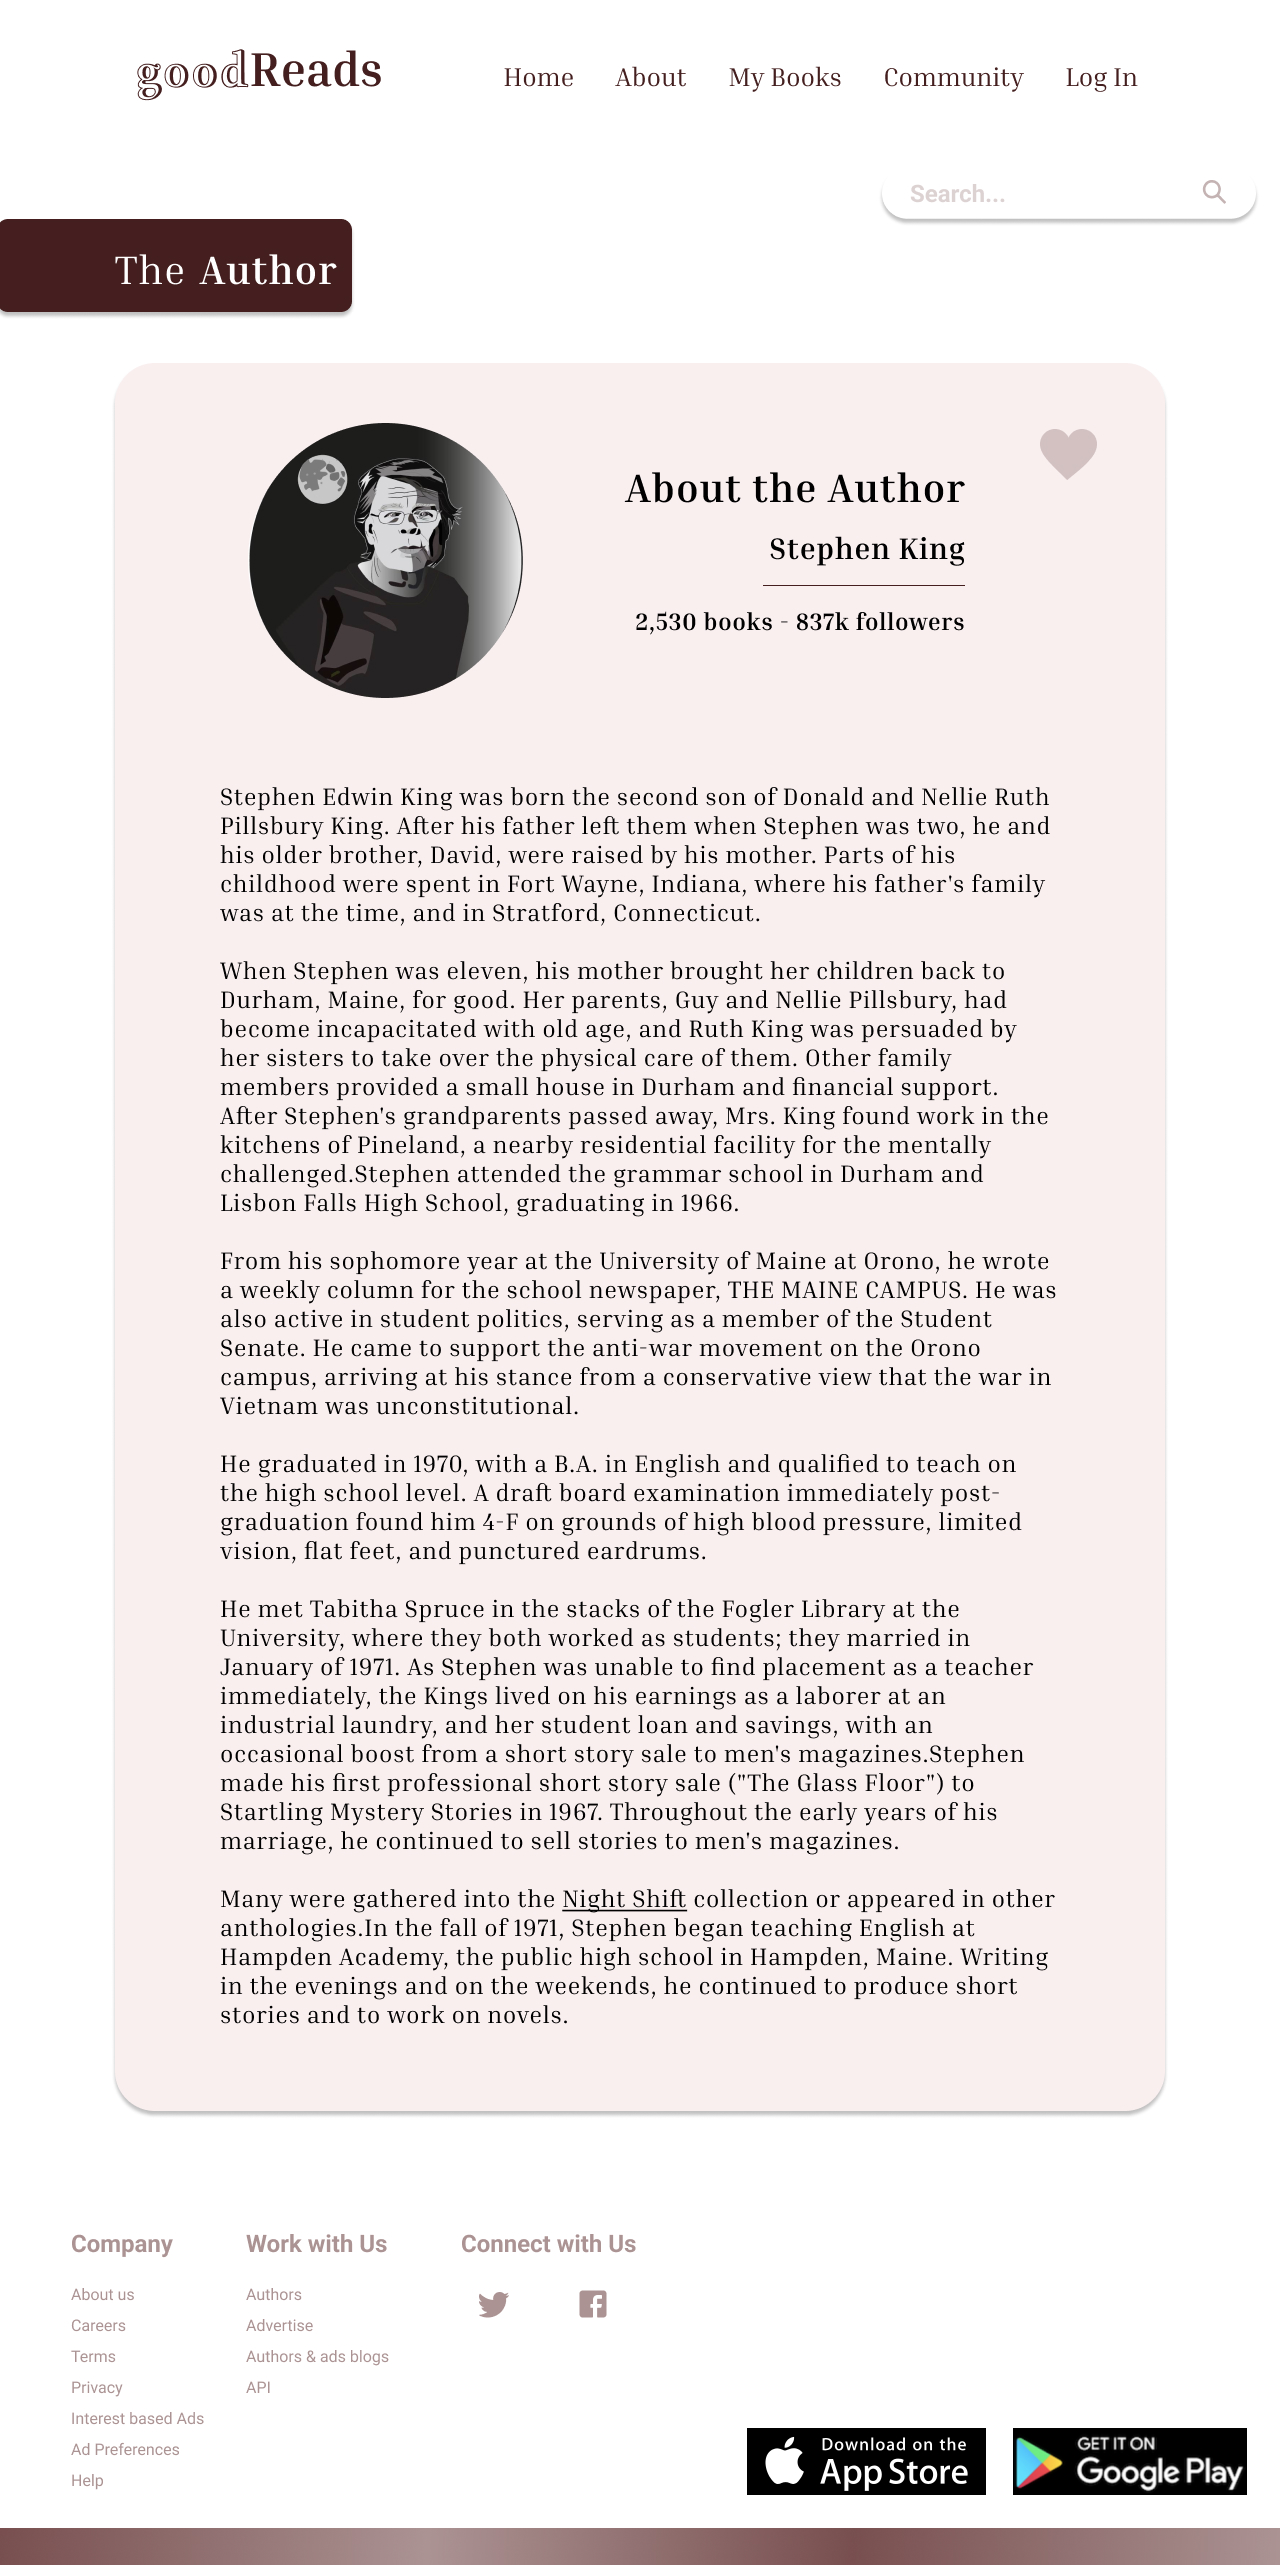 goodReads
Home About My Books Community Log In
Search...
The Author
About the Author
Stephen King
2,530 books - 837k followers
Stephen Edwin King was born the second son of Donald and Nellie Ruth
Pillsbury King. After his father left them when Stephen was two, he and
his older brother, David, were raised by his mother. Parts of his
childhood were spent in Fort Wayne, Indiana, where his father's family
was at the time, and in Stratford, Connecticut.
When Stephen was eleven, his mother brought her children back to
Durham, Maine, for good. Her parents, Guy and Nellie Pillsbury, had
become incapacitated with old age, and Ruth King was persuaded by
her sisters to take over the physical care of them. Other family
members provided a small house in Durham and financial support.
After Stephen's grandparents passed away, Mrs. King found work in the
kitchens of Pineland, a nearby residential facility for the mentally
challenged.Stephen attended the grammar school in Durham and
Lisbon Falls High School, graduating in 1966.
From his sophomore year at the University of Maine at Orono, he wrote
a weekly column for the school newspaper, THE MAINE CAMPUS. He was
also active in student politics, serving as a member of the Student
Senate. He came to support the anti-war movement on the Orono
campus, arriving at his stance from a conservative view that the war in
Vietnam was unconstitutional.
He graduated in 1970, with a B.A. in English and qualified to teach on
the high school level. A draft board examination immediately post-
graduation found him 4-F on grounds of high blood pressure, limited
vision, flat feet, and punctured eardrums.
He met Tabitha Spruce in the stacks of the Fogler Library at the
University, where they both worked as students; they married in
January of 1971. As Stephen was unable to find placement as a teacher
immediately, the Kings lived on his earnings as a laborer at an
industrial laundry, and her student loan and savings, with an
occasional boost from a short story sale to men's magazines.Stephen
made his first professional short story sale ("The Glass Floor") to
Startling Mystery Stories in 1967. Throughout the early years of his
marriage, he continued to sell stories to men's magazines.
Many were gathered into the Night Shift collection or appeared in other
anthologies.In the fall of 1971, Stephen began teaching English at
Hampden Academy, the public high school in Hampden, Maine. Writing
in the evenings and on the weekends, he continued to produce short
stories and to work on novels.
Company
About us
Careers
Terms
Privacy
Interest based Ads
Ad Preferences
Help
Work with Us
Authors
Advertise
Authors & ads blogs
API
Connect with Us
Download on the
App Store
GET IT ON
Google Play